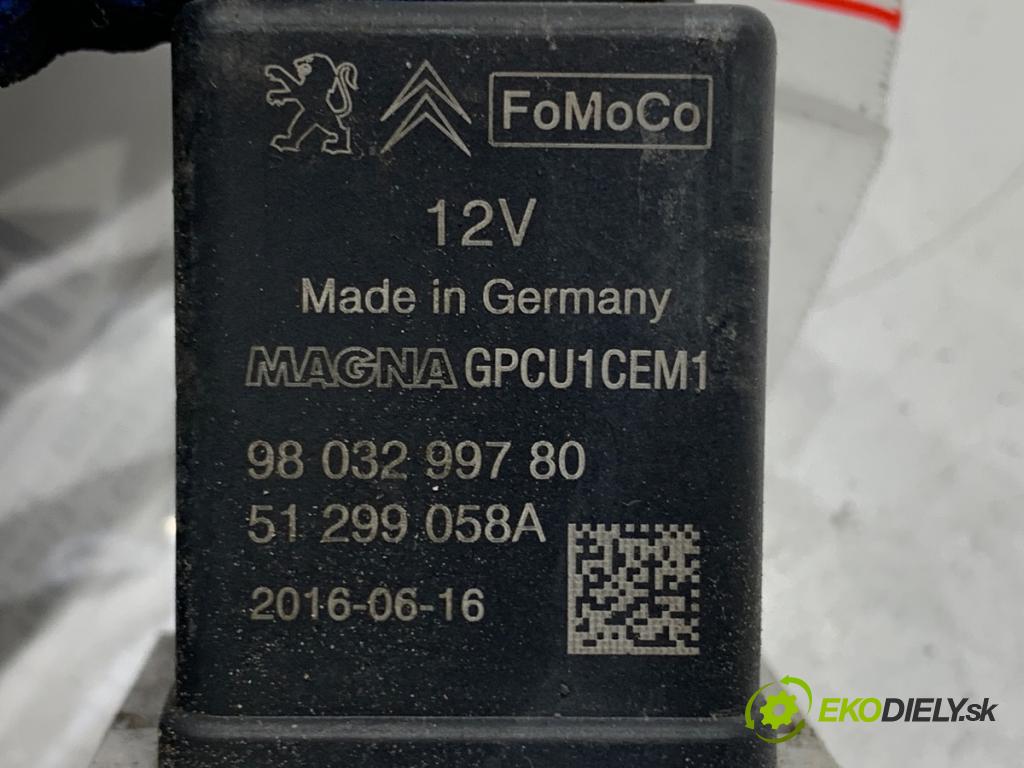 FoMoCo
12V
Made in Germany
MAGNA GPCU1CEM1
98 032 997 80
51 299 058A
2016-06-16
EKODIELY.sk